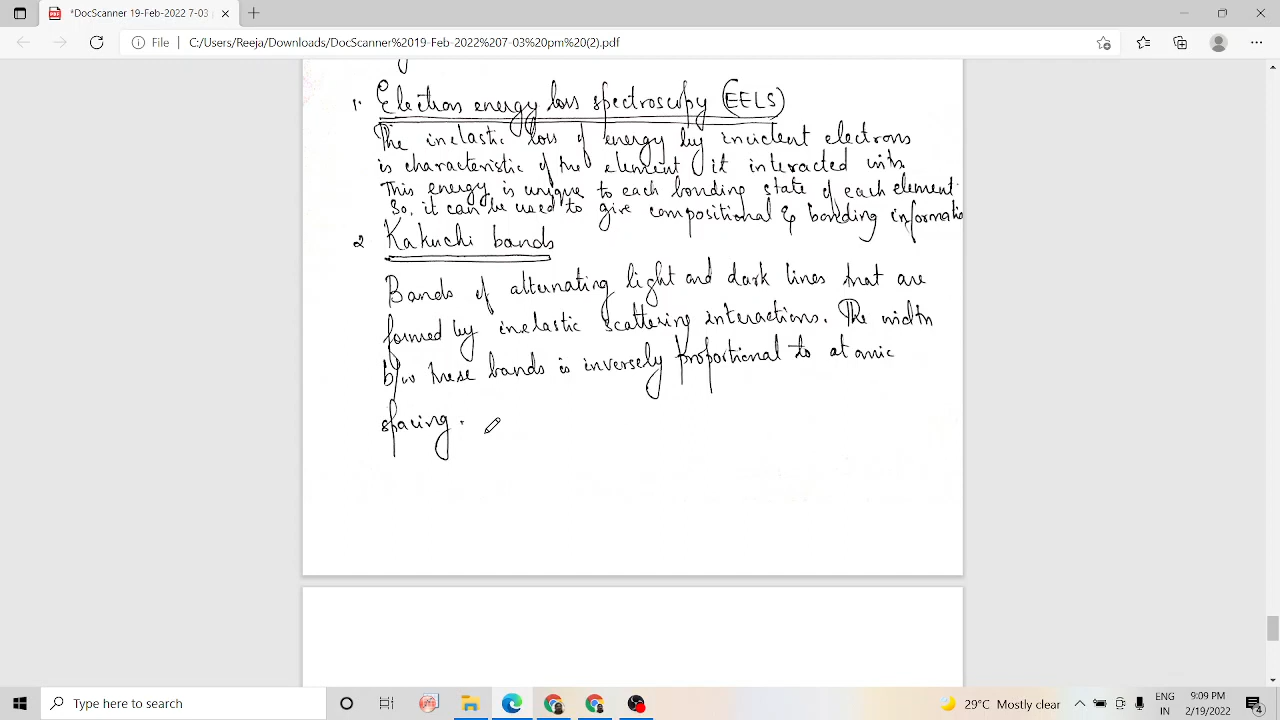 *DocScanner 19-Feb-2022 7-03
File
C:/Users/Reeja/Downloads/DocScanner%2019-Feb-2022%207-03%20pm%20(2).pdf
1. Electron energy loss spectroscopy (EELS)
The inelastic loss of energy by incident electrons
is characteristic of the element it interacted with.
This energy is unique to each bonding state of each element.
So, it can be used to give compositional & bonding informatio
2 Kakuchi bands
Bands of alternating light and dark lines that are
formed by inelastic scattering interactions. The width
b/w these bands is inversely proportional to atomic
spacing.
Type here to search
29°C Mostly clear
ENG
IN
9:09 PM
2/19/2022
4